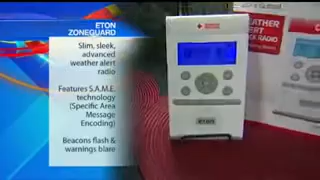 ETON
ZONEGUARD
Slim, sleek,
advanced
weather alert
radio
Features S.A.M.E.
technology
(Specific Area
Message
Encoding)
Beacons flash &
warnings blare
eton
WEATHER
ALERT
RADIO